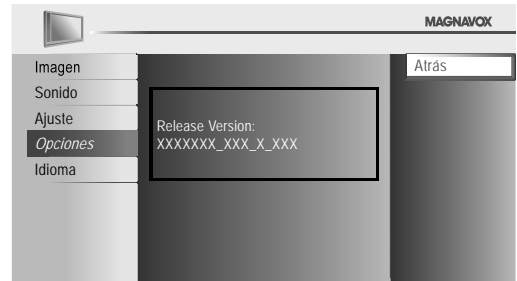 MAGNAVOX
Imagen
Sonido
Ajuste
Opciones
Idioma
Release Version:
XXXXXXX_XXX_X_XXX
Atrás